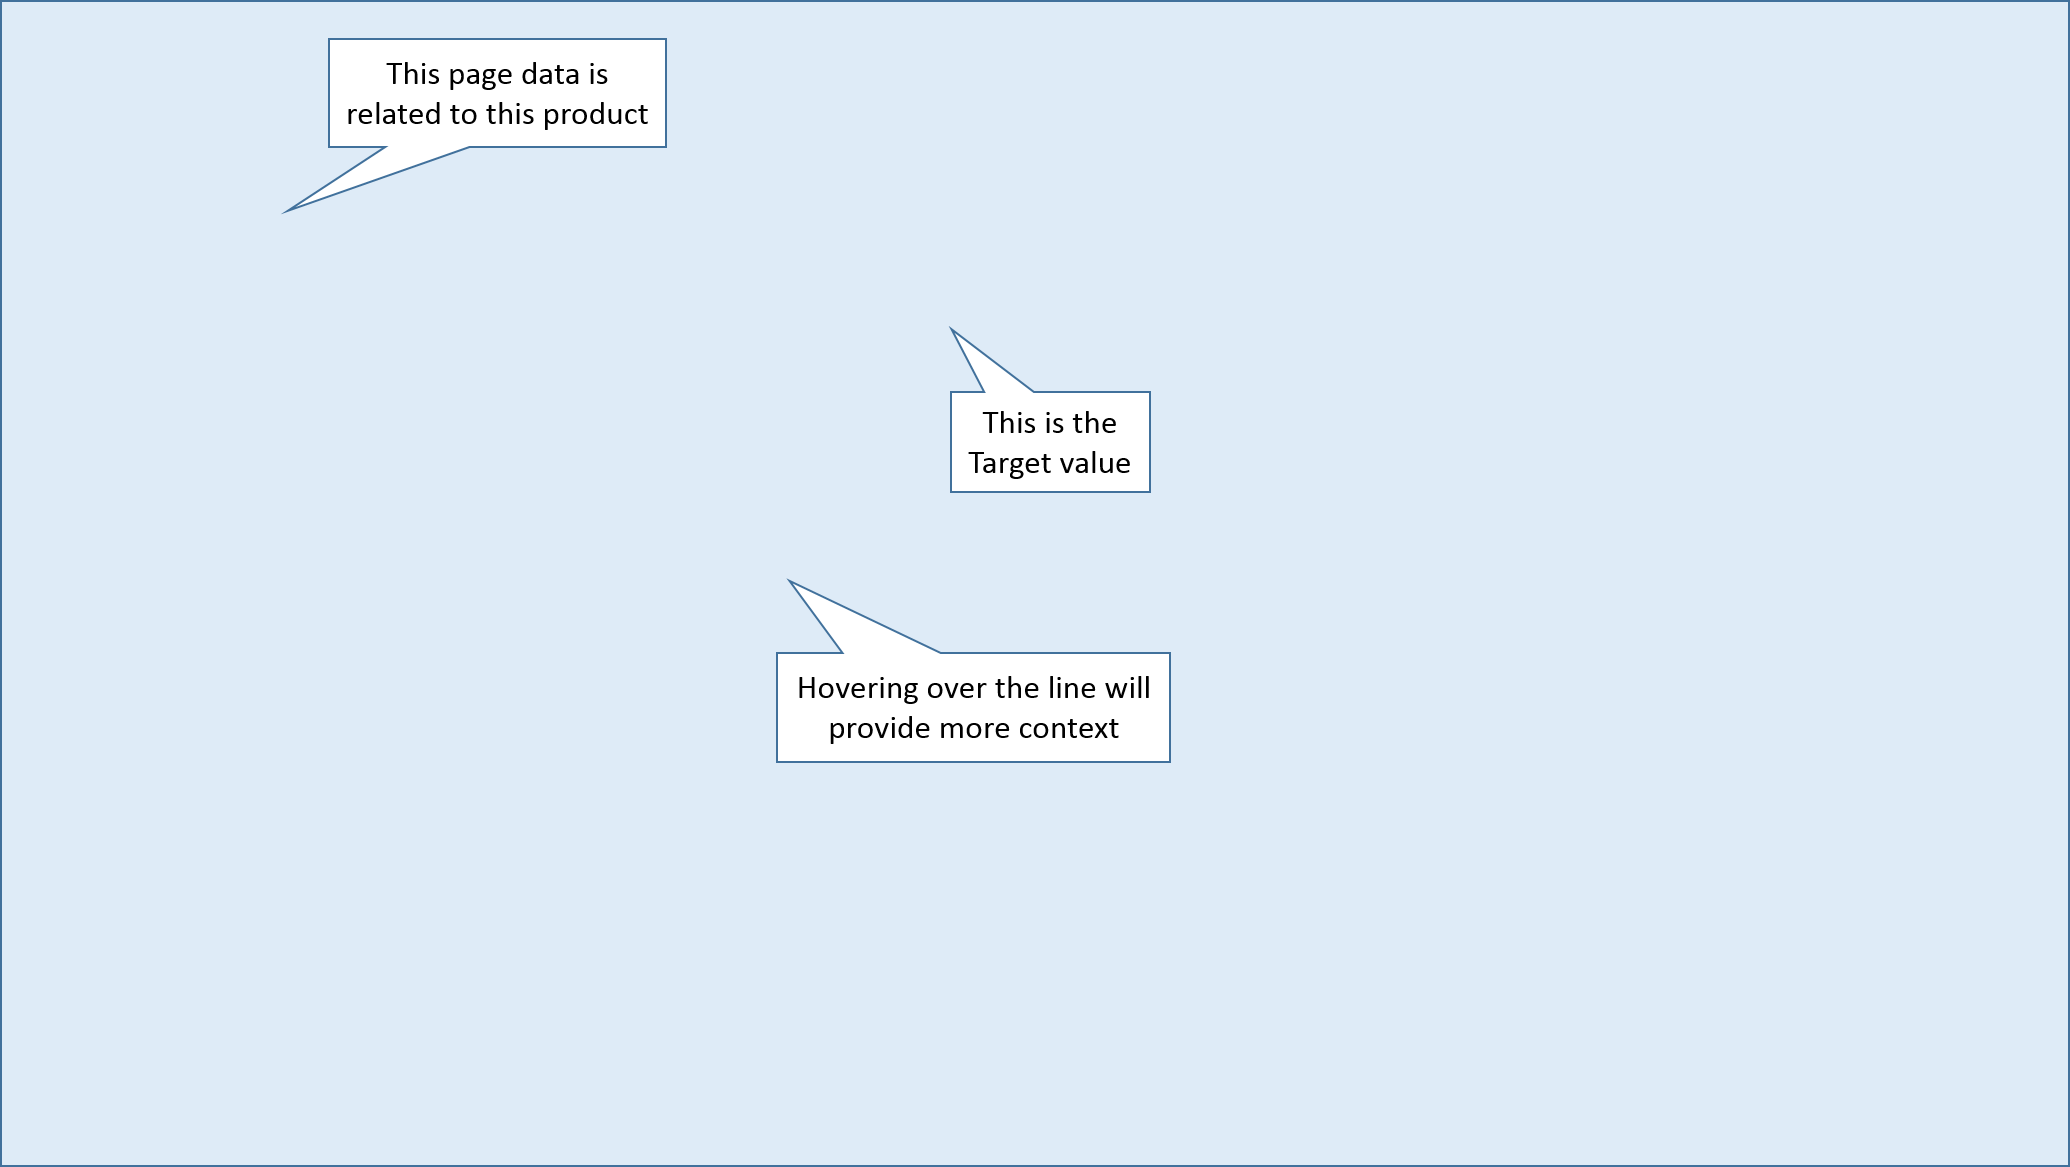 This page data is
related to this product
This is the
Target value
Hovering over the line will
provide more context